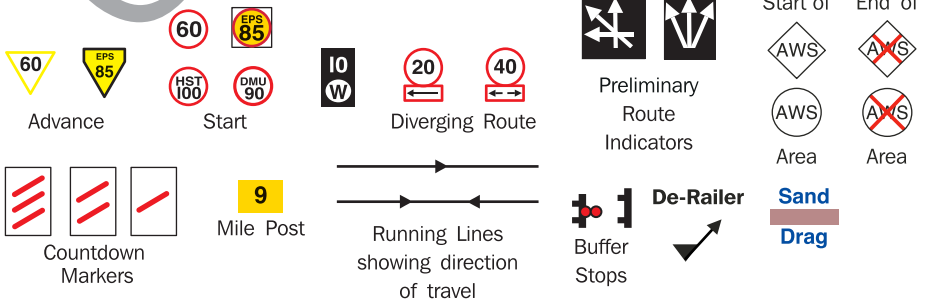 60
EPS
85
Advance
60
EPS
85
HST
100
DMU
90
Start
10
W
20
40
Diverging Route
Preliminary
Route
Indicators
Start of
End of
AWS
AWS
AWS
AWS
Area
Area
Countdown
Markers
9
Mile Post
Running Lines
showing direction
of travel
Buffer
Stops
De-Railer
Sand
Drag